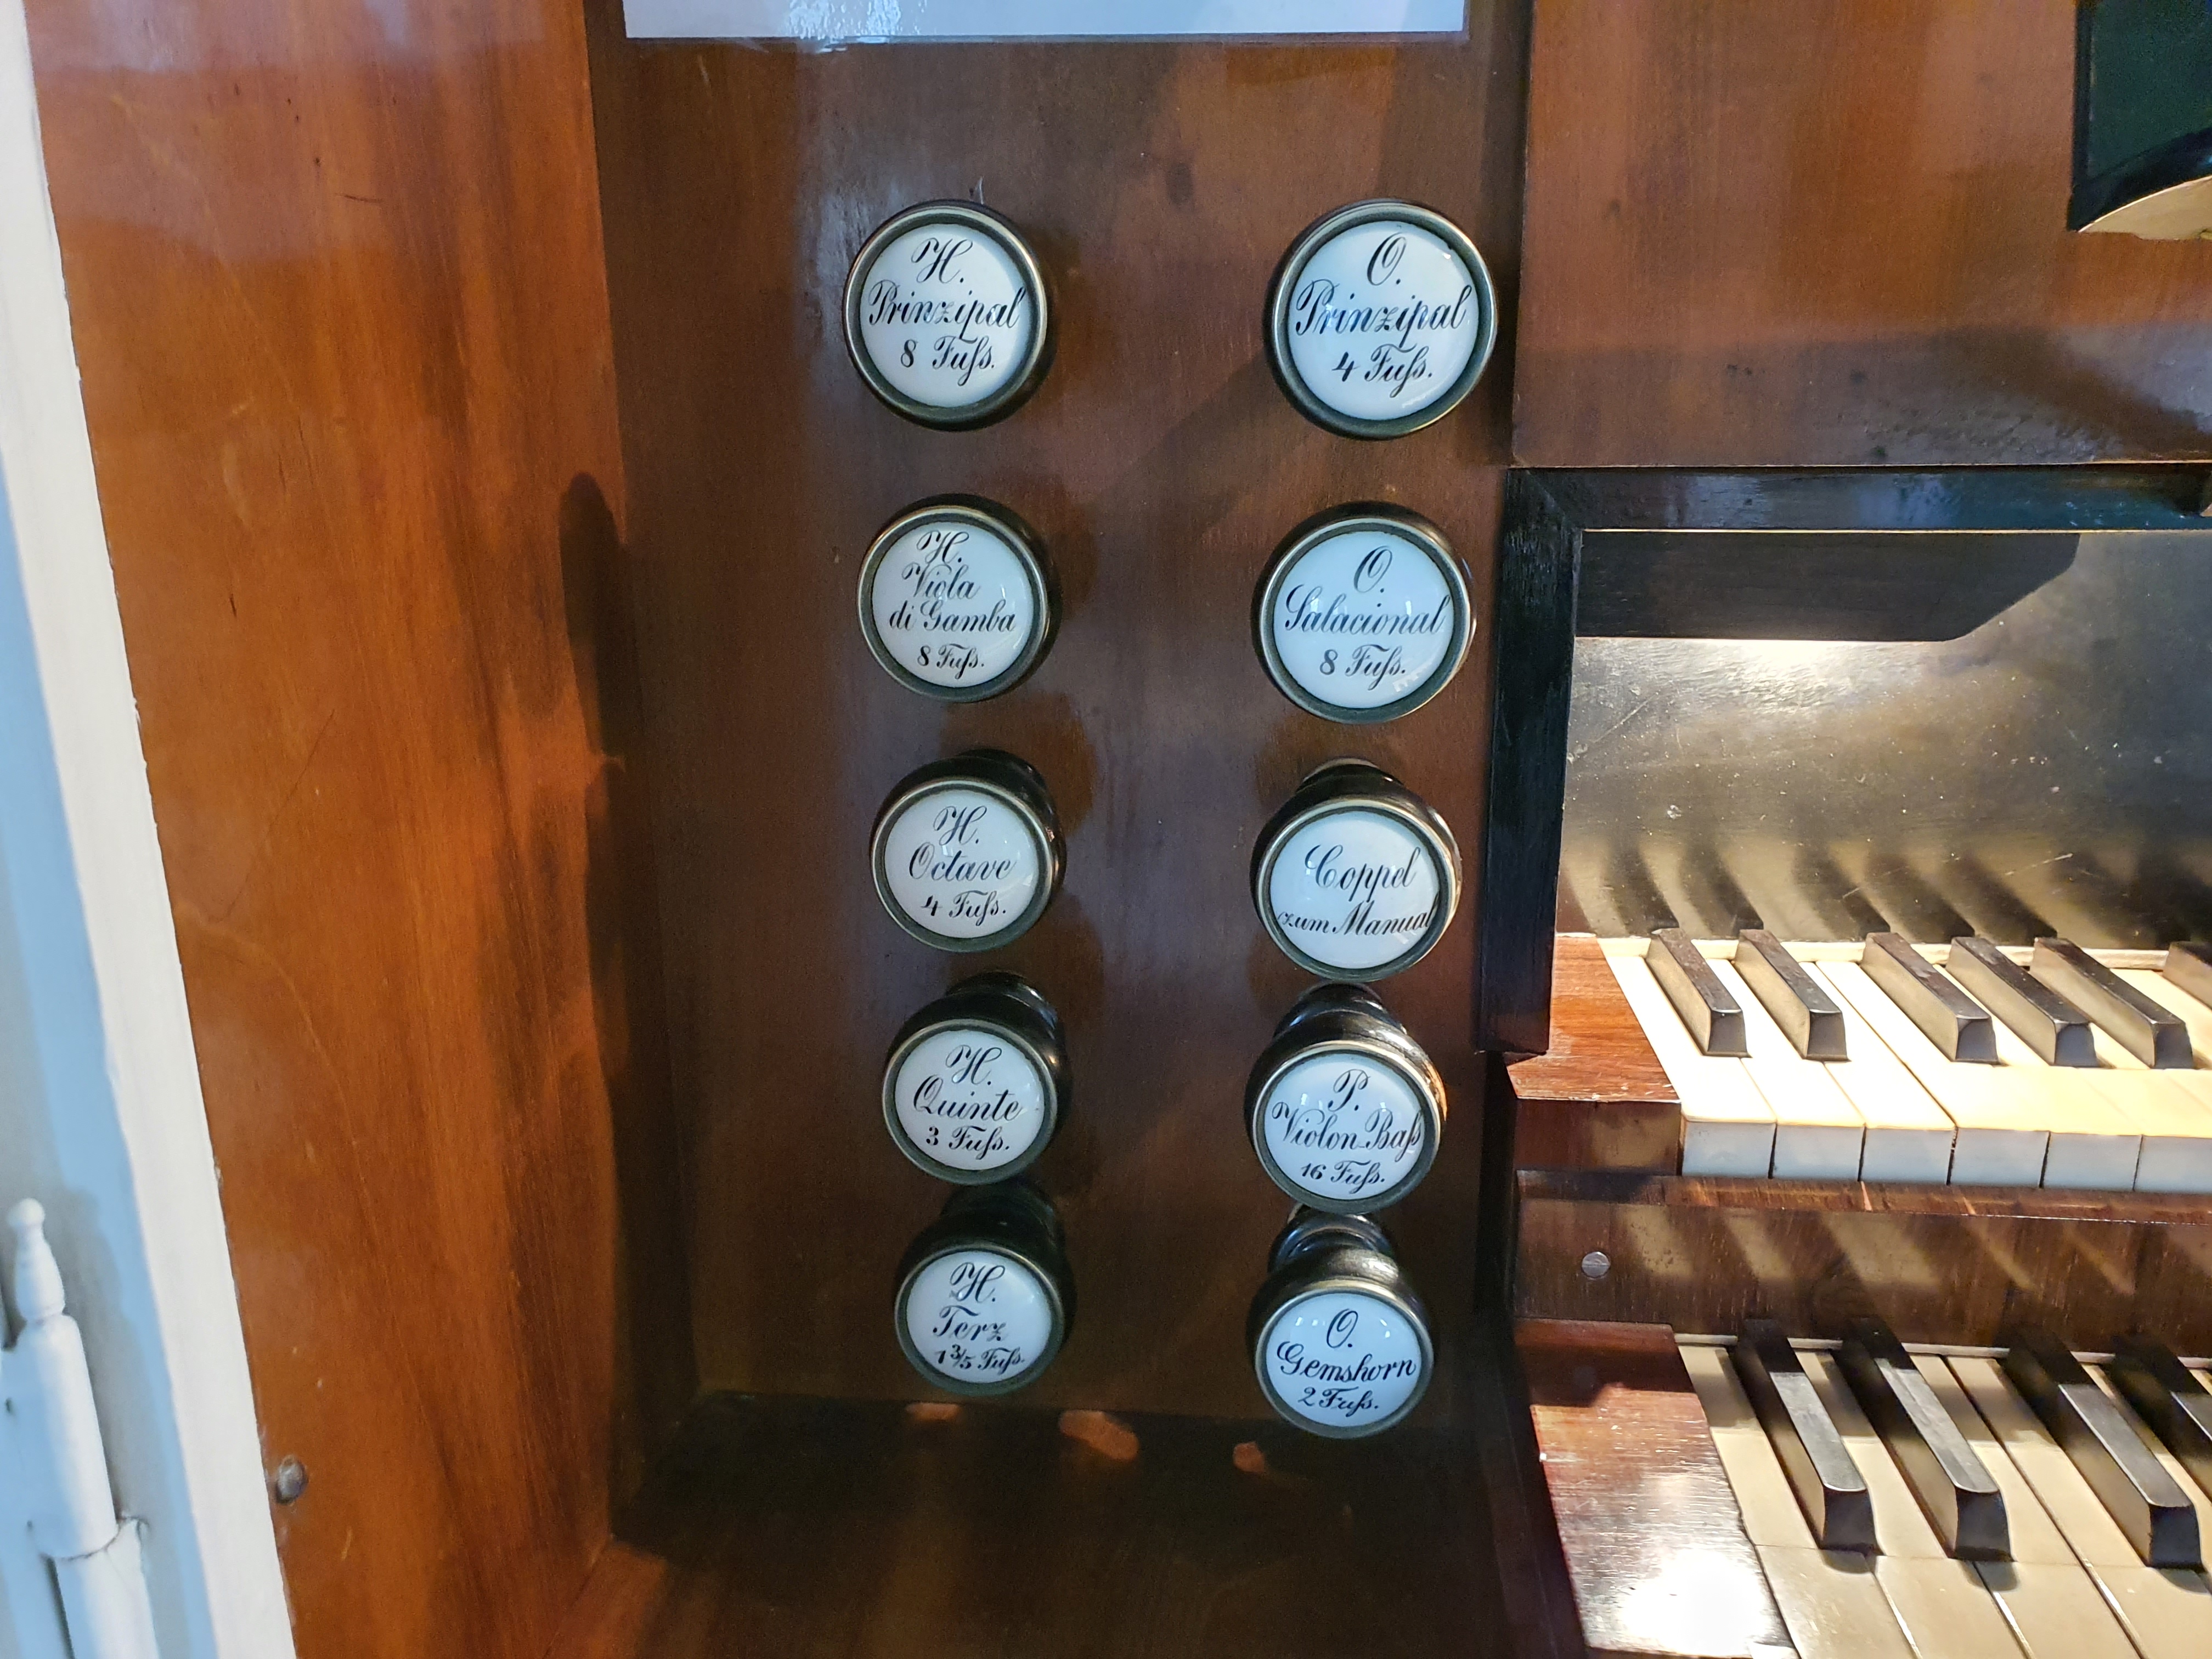 H.
Prinzipal
8 Fuſs.
O.
Prinzipal
4 Fuſs.
H.
Viola
di Gamba
8 Fuſs.
O.
Salacional
8 Fuſs.
H.
Octave
4 Fuſs.
Coppel
zum Manual
H.
Quinte
3 Fuſs.
P.
Violon Baſs
16 Fuſs.
H.
Terz
1 3/5 Fuſs.
O.
Gemshorn
2 Fuſs.